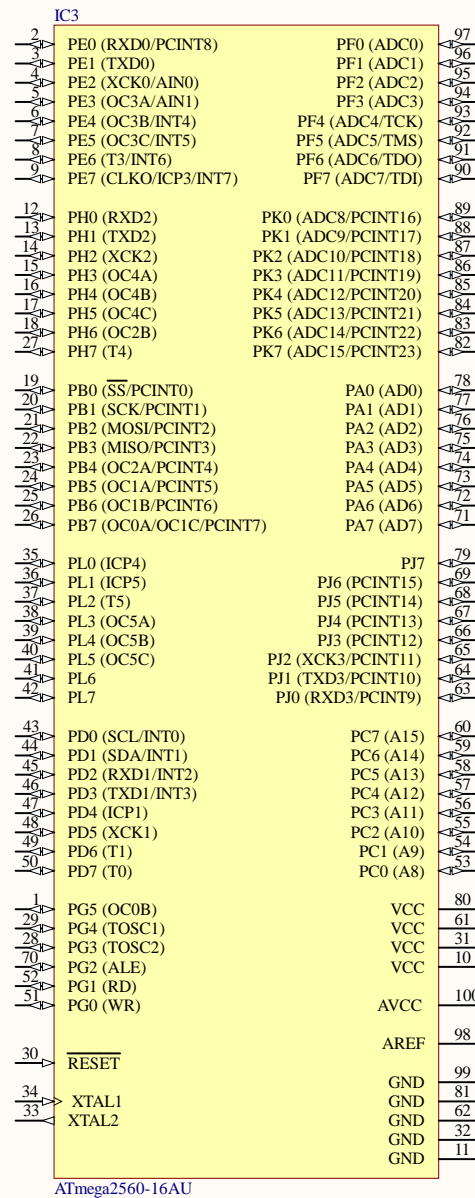 IC3
2 PE0 (RXD0/PCINT8) PF0 (ADC0) 97
3 PE1 (TXD0) PF1 (ADC1) 96
4 PE2 (XCK0/AIN0) PF2 (ADC2) 95
5 PE3 (OC3A/AIN1) PF3 (ADC3) 94
6 PE4 (OC3B/INT4) PF4 (ADC4/TCK) 93
7 PE5 (OC3C/INT5) PF5 (ADC5/TMS) 92
8 PE6 (T3/INT6) PF6 (ADC6/TDO) 91
9 PE7 (CLKO/ICP3/INT7) PF7 (ADC7/TDI) 90
12 PH0 (RXD2) PK0 (ADC8/PCINT16) 89
13 PH1 (TXD2) PK1 (ADC9/PCINT17) 88
14 PH2 (XCK2) PK2 (ADC10/PCINT18) 87
15 PH3 (OC4A) PK3 (ADC11/PCINT19) 86
16 PH4 (OC4B) PK4 (ADC12/PCINT20) 85
17 PH5 (OC4C) PK5 (ADC13/PCINT21) 84
18 PH6 (OC2B) PK6 (ADC14/PCINT22) 83
27 PH7 (T4) PK7 (ADC15/PCINT23) 82
19 PB0 (SS/PCINT0) PA0 (AD0) 78
20 PB1 (SCK/PCINT1) PA1 (AD1) 77
21 PB2 (MOSI/PCINT2) PA2 (AD2) 76
22 PB3 (MISO/PCINT3) PA3 (AD3) 75
23 PB4 (OC2A/PCINT4) PA4 (AD4) 74
24 PB5 (OC1A/PCINT5) PA5 (AD5) 73
25 PB6 (OC1B/PCINT6) PA6 (AD6) 72
26 PB7 (OC0A/OC1C/PCINT7) PA7 (AD7) 71
35 PL0 (ICP4) PJ7 79
36 PL1 (ICP5) PJ6 (PCINT15) 69
37 PL2 (T5) PJ5 (PCINT14) 68
38 PL3 (OC5A) PJ4 (PCINT13) 67
39 PL4 (OC5B) PJ3 (PCINT12) 66
40 PL5 (OC5C) PJ2 (XCK3/PCINT11) 65
41 PL6 PJ1 (TXD3/PCINT10) 64
42 PL7 PJ0 (RXD3/PCINT9) 63
43 PD0 (SCL/INT0) PC7 (A15) 60
44 PD1 (SDA/INT1) PC6 (A14) 59
45 PD2 (RXD1/INT2) PC5 (A13) 58
46 PD3 (TXD1/INT3) PC4 (A12) 57
47 PD4 (ICP1) PC3 (A11) 56
48 PD5 (XCK1) PC2 (A10) 55
49 PD6 (T1) PC1 (A9) 54
50 PD7 (T0) PC0 (A8) 53
1 PG5 (OC0B) VCC 80
29 PG4 (TOSC1) VCC 61
28 PG3 (TOSC2) VCC 31
70 PG2 (ALE) VCC 10
52 PG1 (RD)
51 PG0 (WR) AVCC 100
AREF 98
30 RESET
GND 99
34 XTAL1 GND 81
33 XTAL2 GND 62
GND 32
GND 11
ATmega2560-16AU